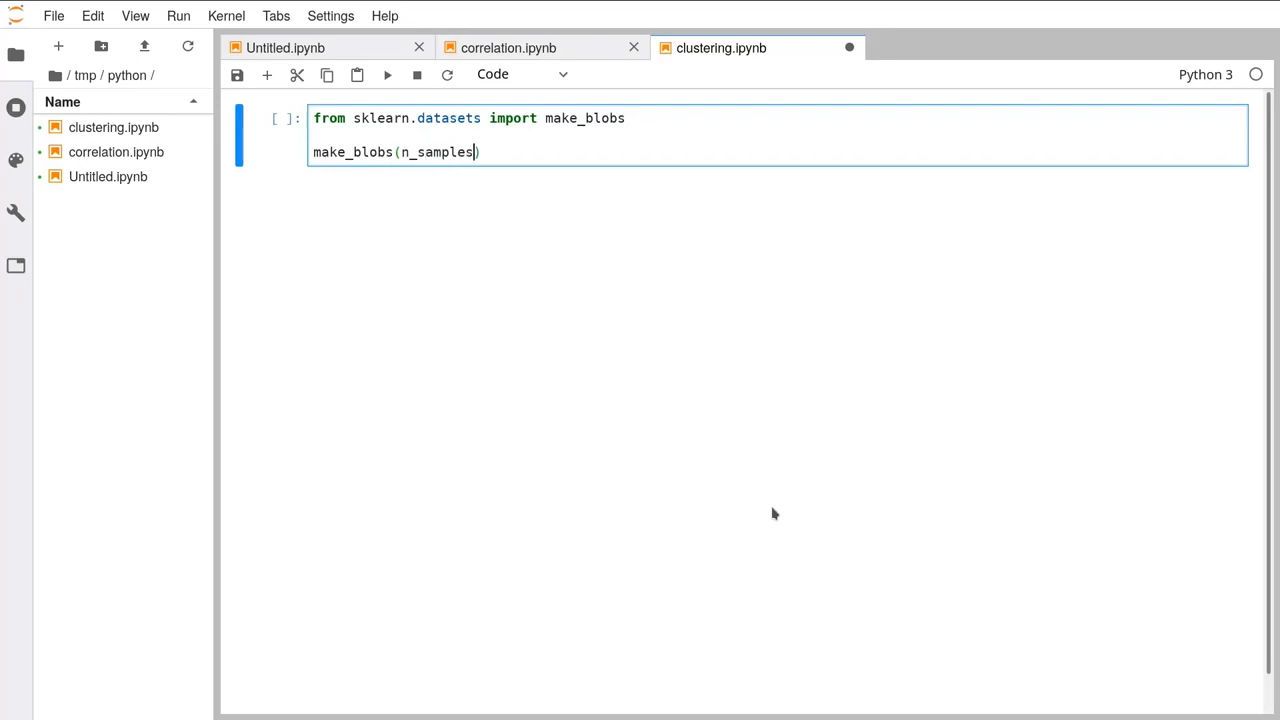 File Edit View Run Kernel Tabs Settings Help
Untitled.ipynb correlation.ipynb clustering.ipynb
Code Python 3
/ tmp / python /
Name
clustering.ipynb
correlation.ipynb
Untitled.ipynb
[ ]: from sklearn.datasets import make_blobs
make_blobs(n_samples)